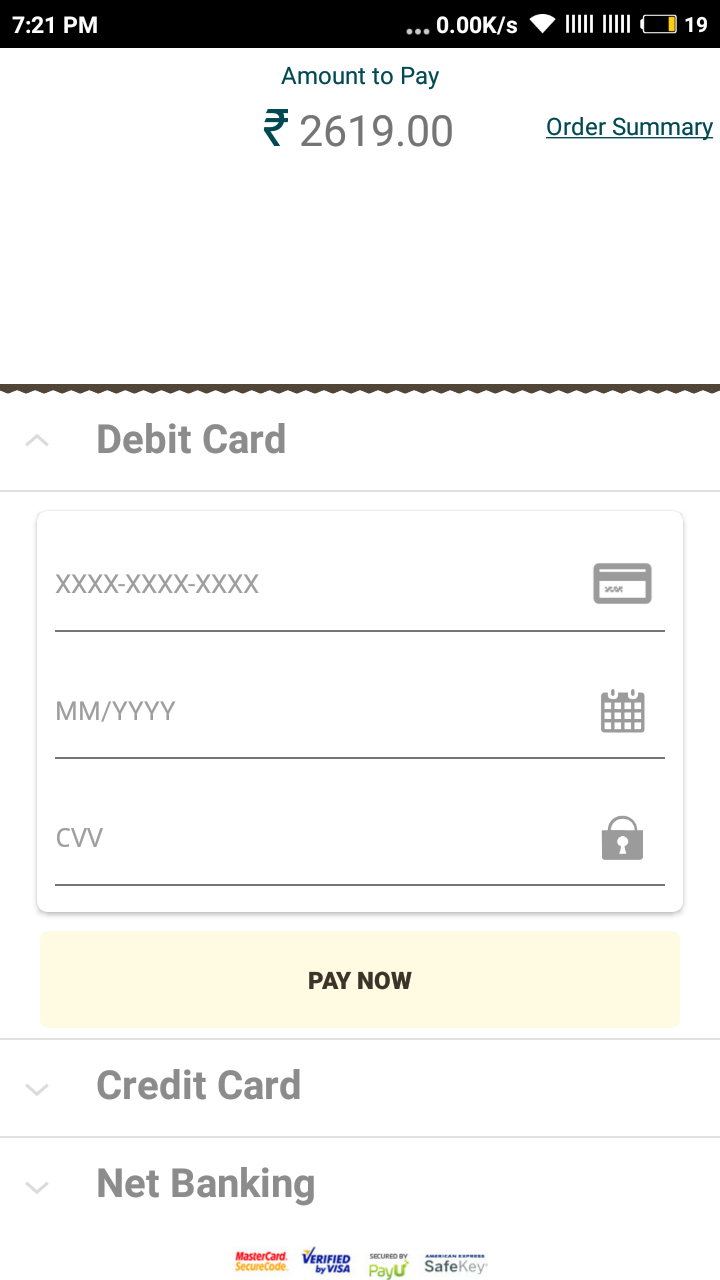 7:21 PM ... 0.00K/s 19
Amount to Pay
₹ 2619.00
Order Summary
Debit Card
XXXX-XXXX-XXXX
MM/YYYY
CVV
PAY NOW
Credit Card
Net Banking
MasterCard. SecureCode.
VERIFIED by VISA
SECURED BY PayU
AMERICAN EXPRESS SafeKey